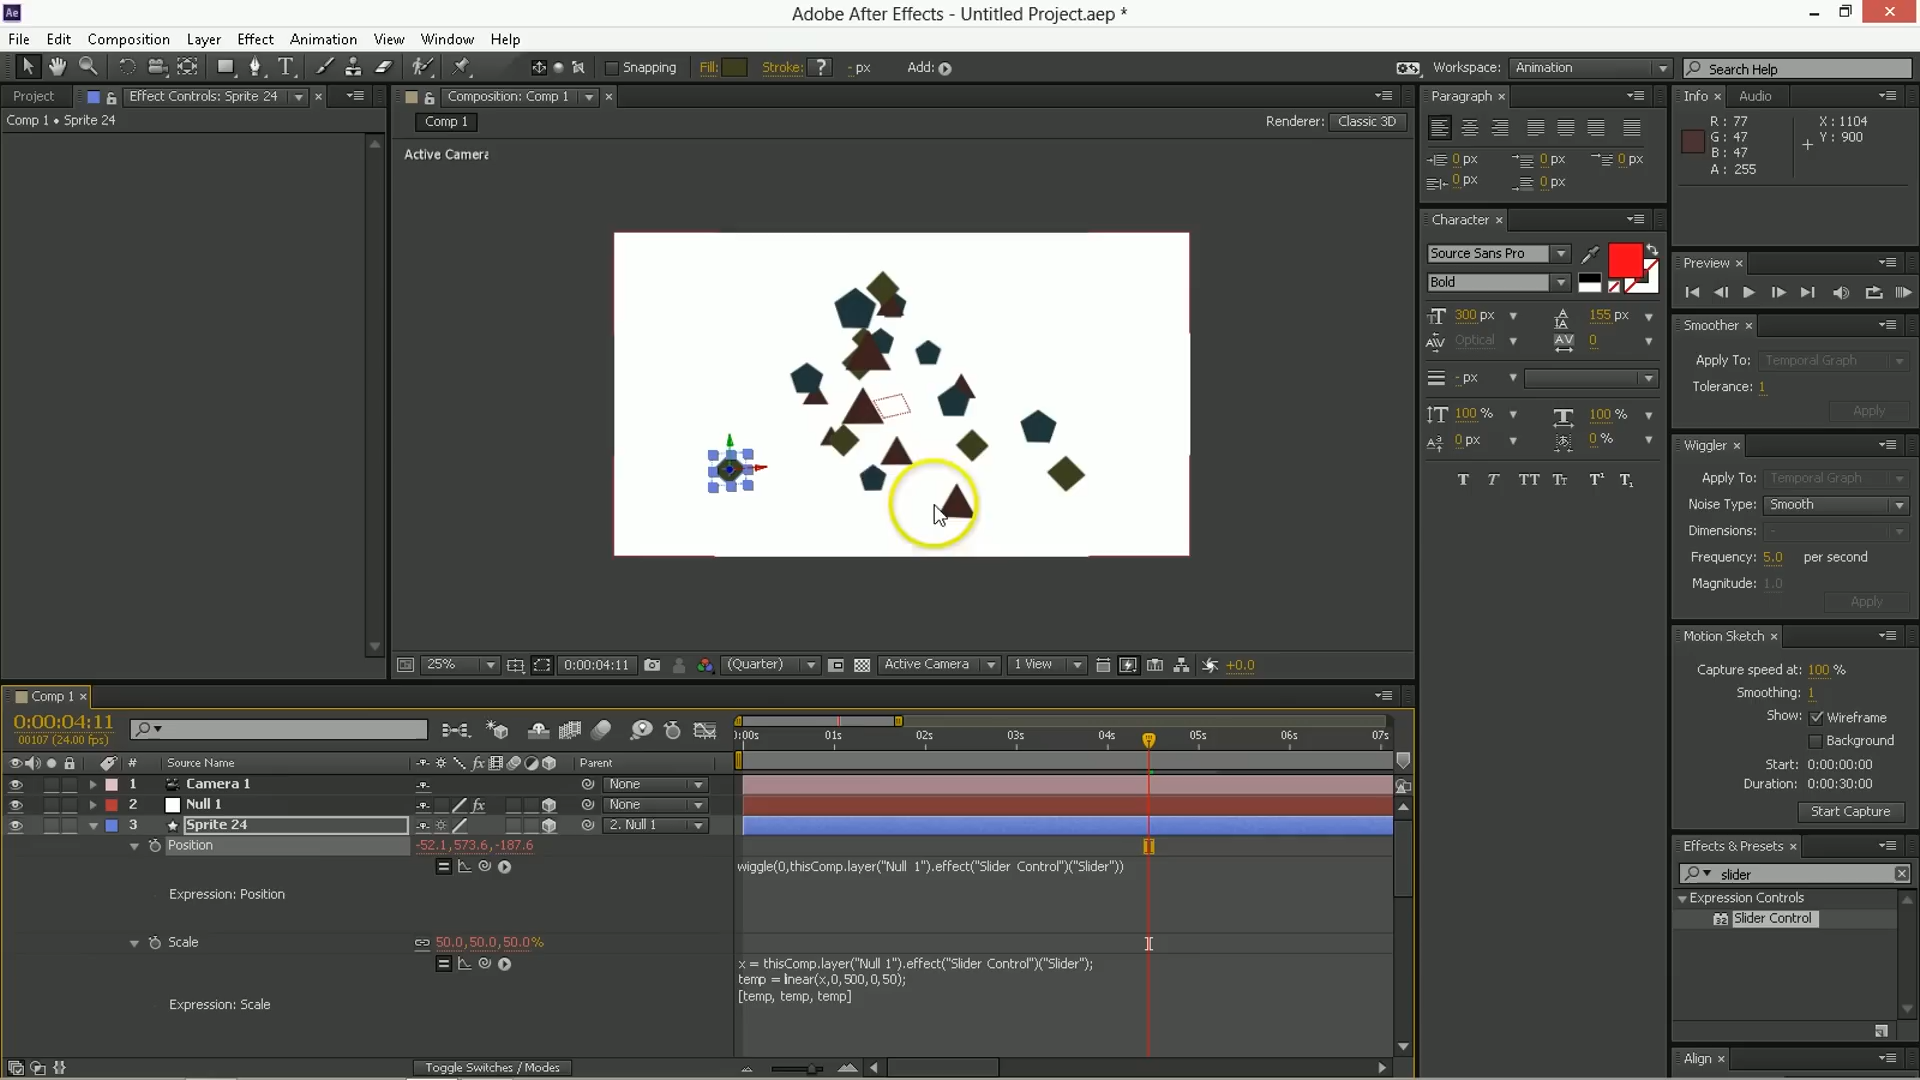 Ae
Adobe After Effects - Untitled Project.aep *
File Edit Composition Layer Effect Animation View Window Help
Snapping Fill: Stroke: ? - px Add: Workspace: Animation Search Help
Project Effect Controls: Sprite 24
Comp 1 • Sprite 24
Composition: Comp 1
Comp 1
Renderer: Classic 3D
Active Camera
25% 0:00:04:11 (Quarter) Active Camera 1 View +0.0
Paragraph
0 px 0 px 0 px
0 px 0 px
Character
Source Sans Pro
Bold
300 px 155 px
Optical 0
- px
100 % 100 %
0 px 0 %
T T TT Tt T¹ T₁
Info Audio
R : 77
G : 47
B : 47
A : 255
X : 1104
Y : 900
Preview
Smoother
Apply To: Temporal Graph
Tolerance: 1
Apply
Wiggler
Apply To: Temporal Graph
Noise Type: Smooth
Dimensions: -
Frequency: 5.0 per second
Magnitude: 1.0
Apply
Motion Sketch
Capture speed at: 100 %
Smoothing: 1
Show: Wireframe
Background
Start: 0:00:00:00
Duration: 0:00:30:00
Start Capture
Effects & Presets
slider
Expression Controls
32 Slider Control
Align
Comp 1
0:00:04:11
00107 (24.00 fps)
# Source Name fx Parent
1 Camera 1 None
2 Null 1 fx None
3 Sprite 24 2. Null 1
Position -52.1,573.6,-187.6
Expression: Position
Scale 50.0,50.0,50.0%
Expression: Scale
Toggle Switches / Modes
):00s 01s 02s 03s 04s 05s 06s 07s
wiggle(0,thisComp.layer("Null 1").effect("Slider Control")("Slider"))
x = thisComp.layer("Null 1").effect("Slider Control")("Slider");
temp = linear(x,0,500,0,50);
[temp, temp, temp]